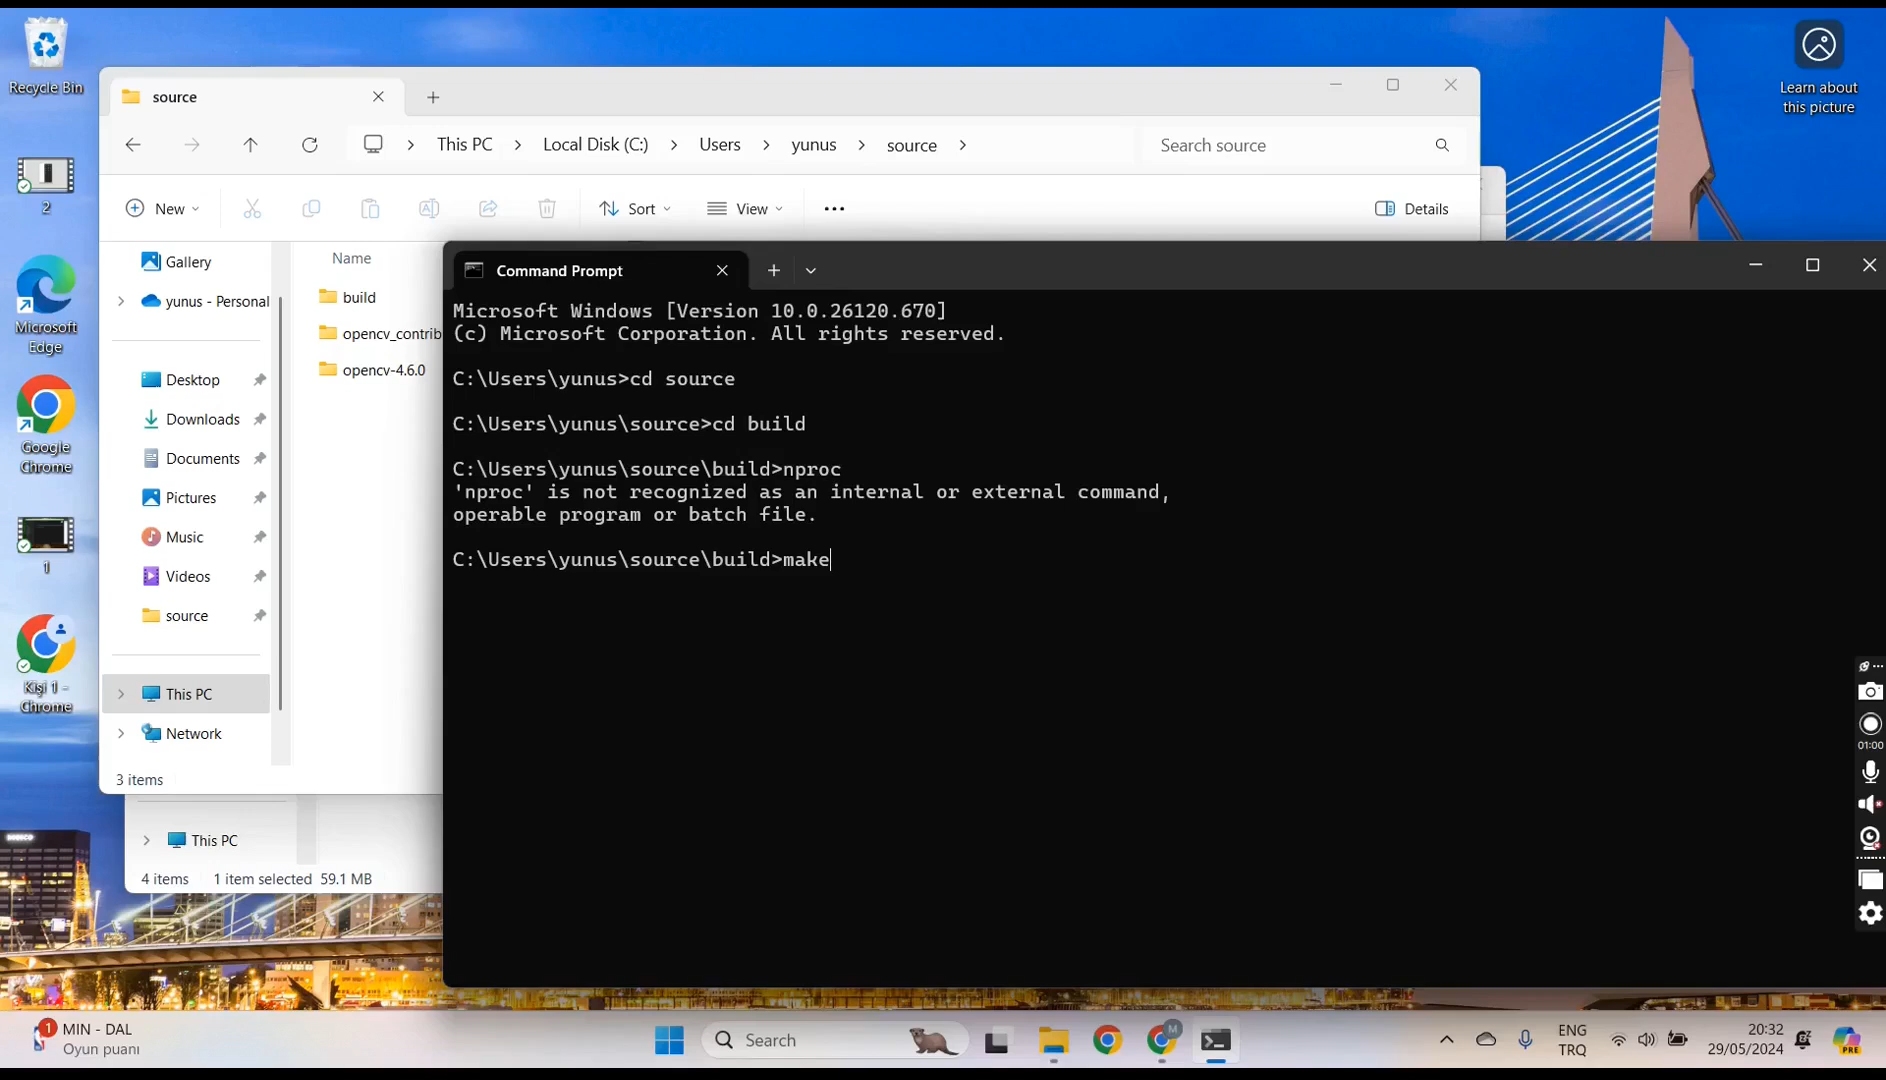 Recycle Bin
Learn about
this picture
source
This PC
Local Disk (C:)
Users
yunus
source
Search source
2
New
Sort
View
Details
Gallery
yunus - Personal
Microsoft
Edge
Desktop
Downloads
Google
Chrome
Documents
Pictures
Music
Videos
1
source
Kişi 1 -
Chrome
This PC
Network
3 items
Name
build
opencv_contrib
opencv-4.6.0
This PC
4 items
1 item selected 59.1 MB
Command Prompt
Microsoft Windows [Version 10.0.26120.670]
(c) Microsoft Corporation. All rights reserved.
C:\Users\yunus>cd source
C:\Users\yunus\source>cd build
C:\Users\yunus\source\build>nproc
'nproc' is not recognized as an internal or external command,
operable program or batch file.
C:\Users\yunus\source\build>make
01:00
1
MIN - DAL
Oyun puanı
Search
M
ENG
TRQ
20:32
29/05/2024
PRE